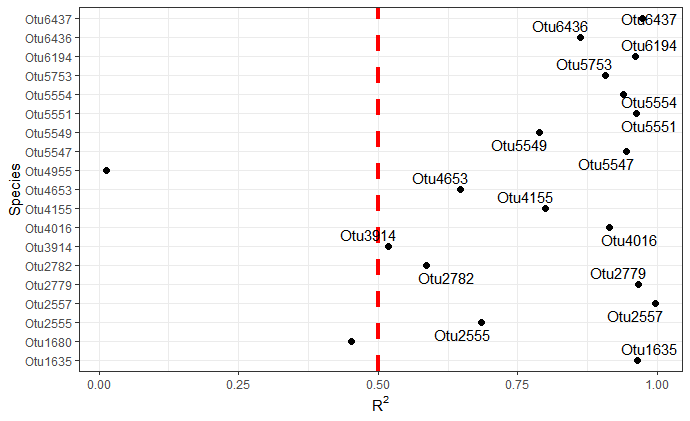 Otu6437
Otu6436
Otu6194
Otu5753
Otu5554
Otu5551
Otu5549
Otu5547
Otu4955
Otu4653
Otu4155
Otu4016
Otu3914
Otu2782
Otu2779
Otu2557
Otu2555
Otu1680
Otu1635
Species
Otu6437
Otu6436
Otu6194
Otu5753
Otu5554
Otu5551
Otu5549
Otu5547
Otu4653
Otu4155
Otu4016
Otu3914
Otu2779
Otu2782
Otu2557
Otu2555
Otu1635
0.00 0.25 0.50 0.75 1.00
R²